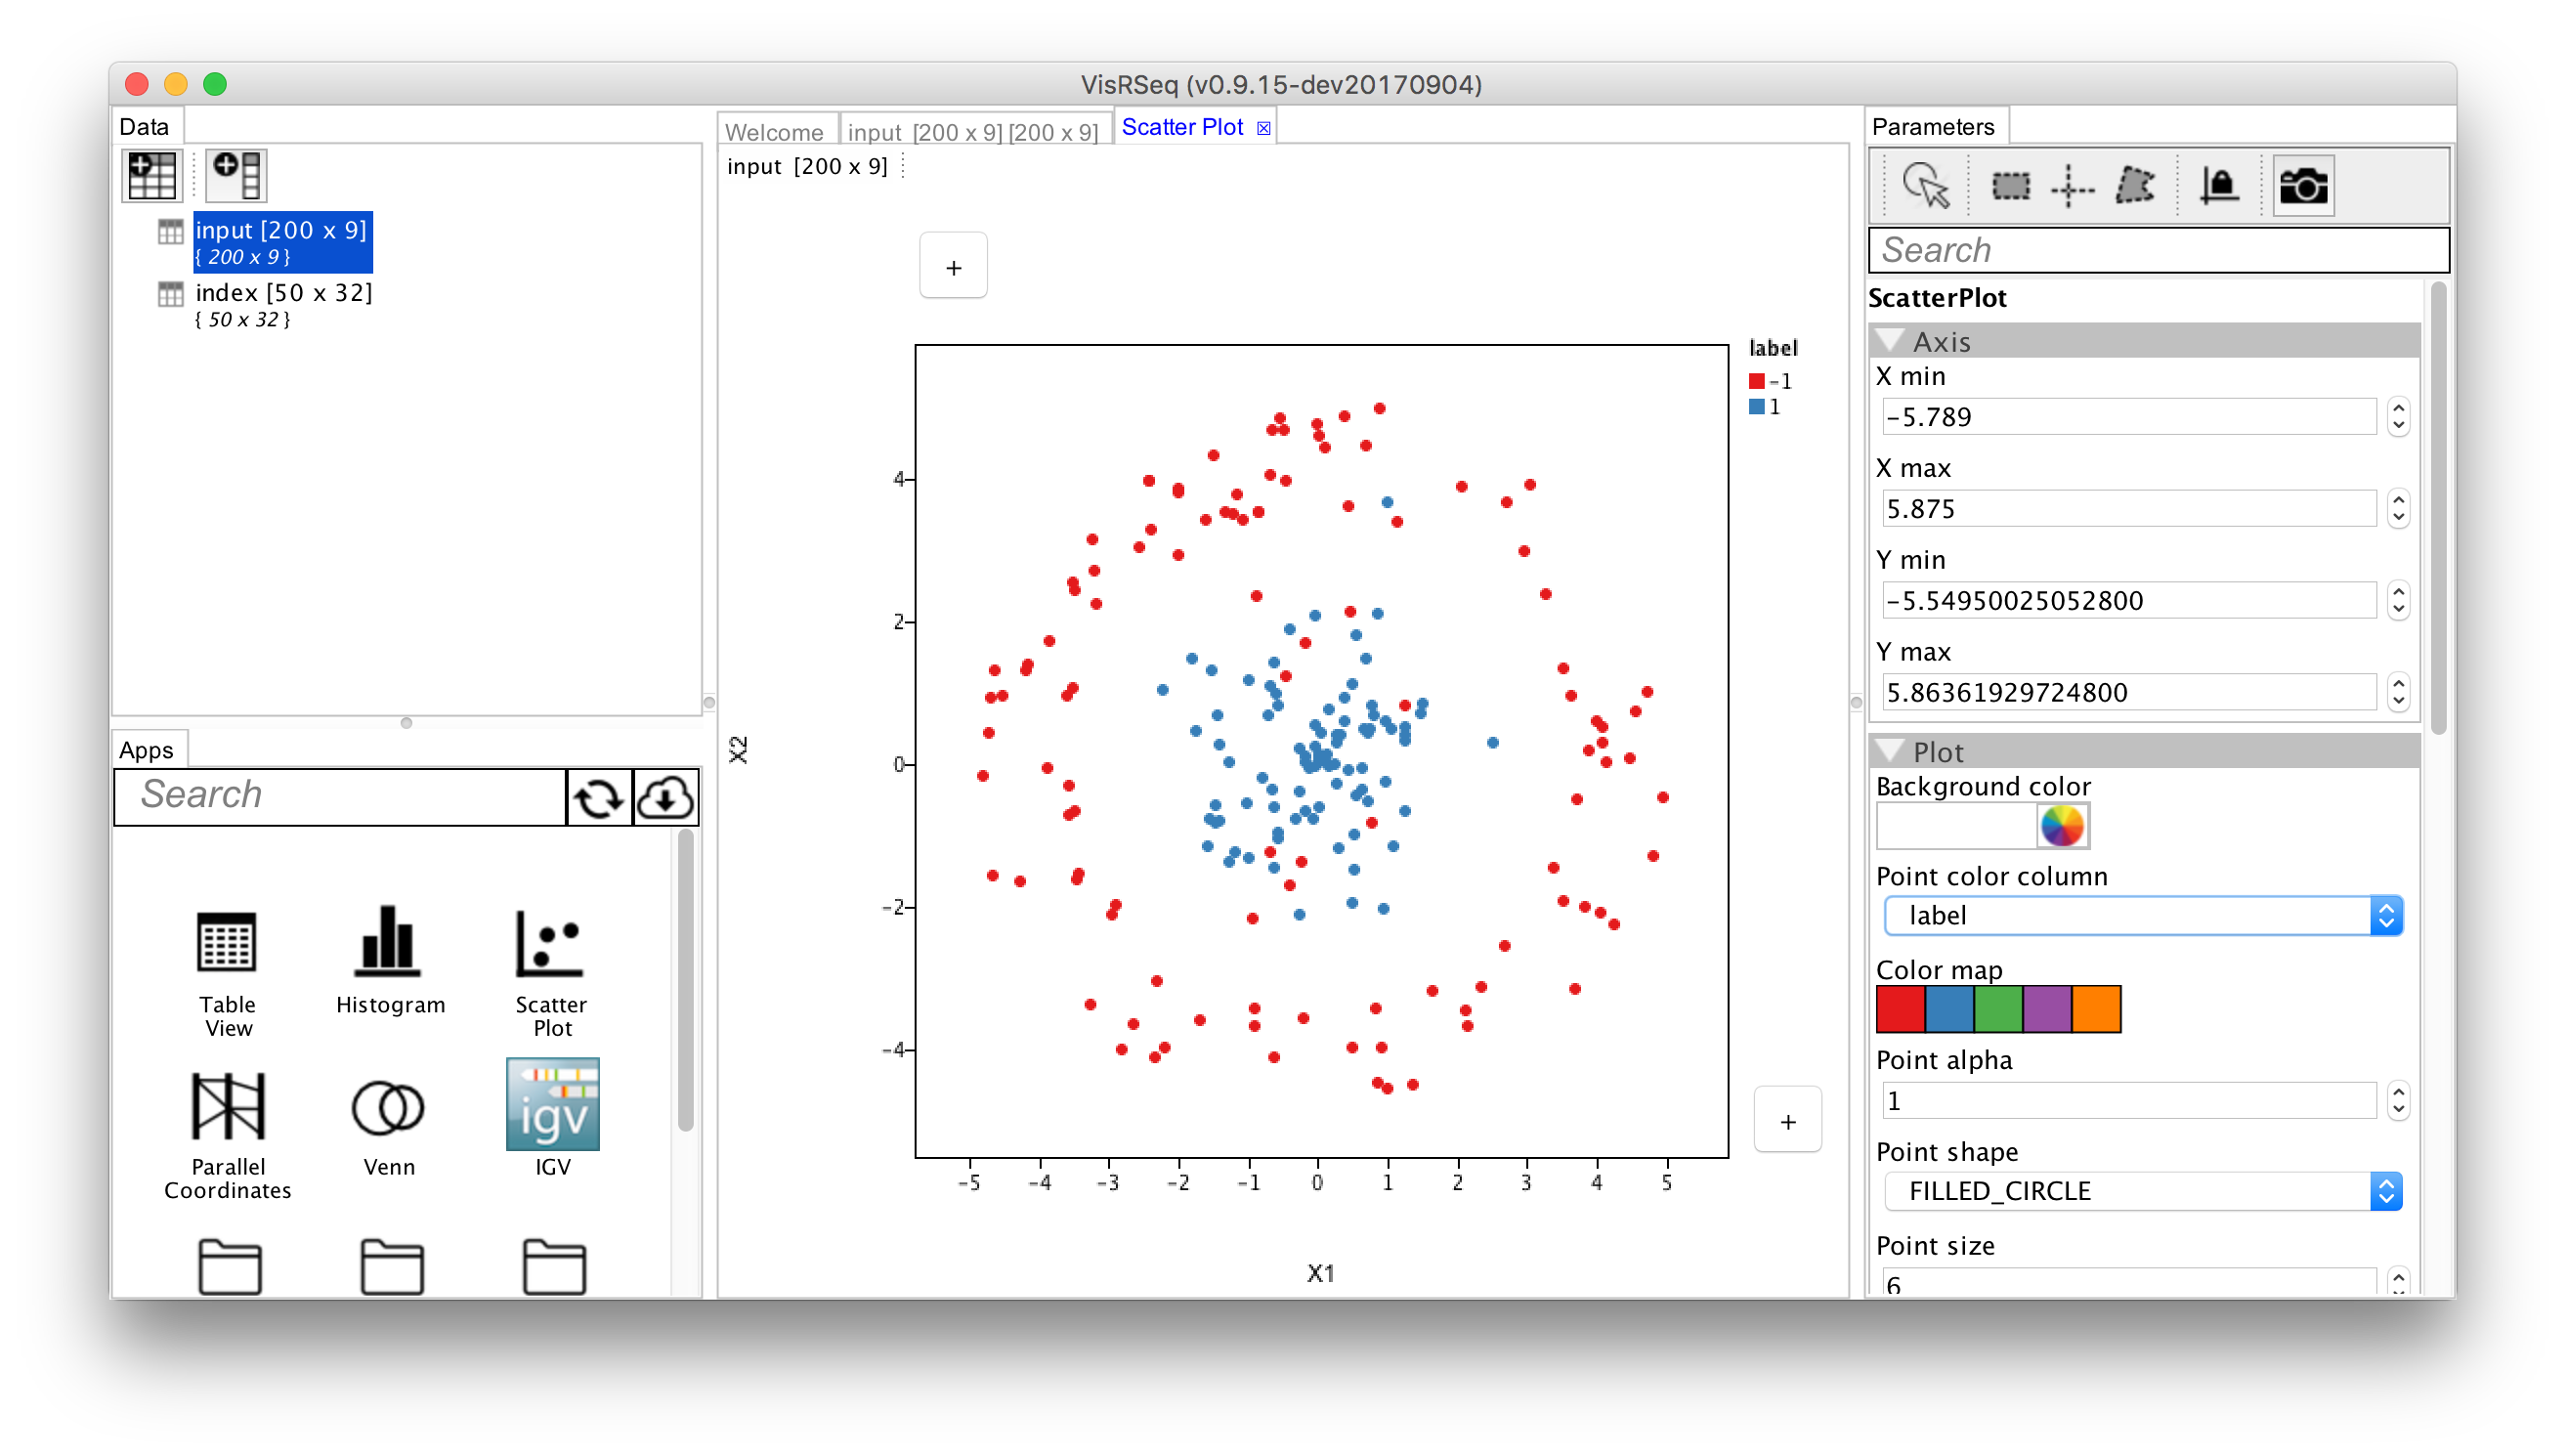 VisRSeq (v0.9.15-dev20170904)
Data
input [200 x 9]
{ 200 x 9 }
index [50 x 32]
{ 50 x 32 }
Apps
Search
Table View
Histogram
Scatter Plot
Parallel Coordinates
Venn
igv
IGV
Welcome
input [200 x 9] [200 x 9]
Scatter Plot
input [200 x 9]
+
label
-1
1
4
2
0
-2
-4
X2
-5 -4 -3 -2 -1 0 1 2 3 4 5
X1
+
Parameters
Search
ScatterPlot
Axis
X min
-5.789
X max
5.875
Y min
-5.54950025052800
Y max
5.86361929724800
Plot
Background color
Point color column
label
Color map
Point alpha
1
Point shape
FILLED_CIRCLE
Point size
6